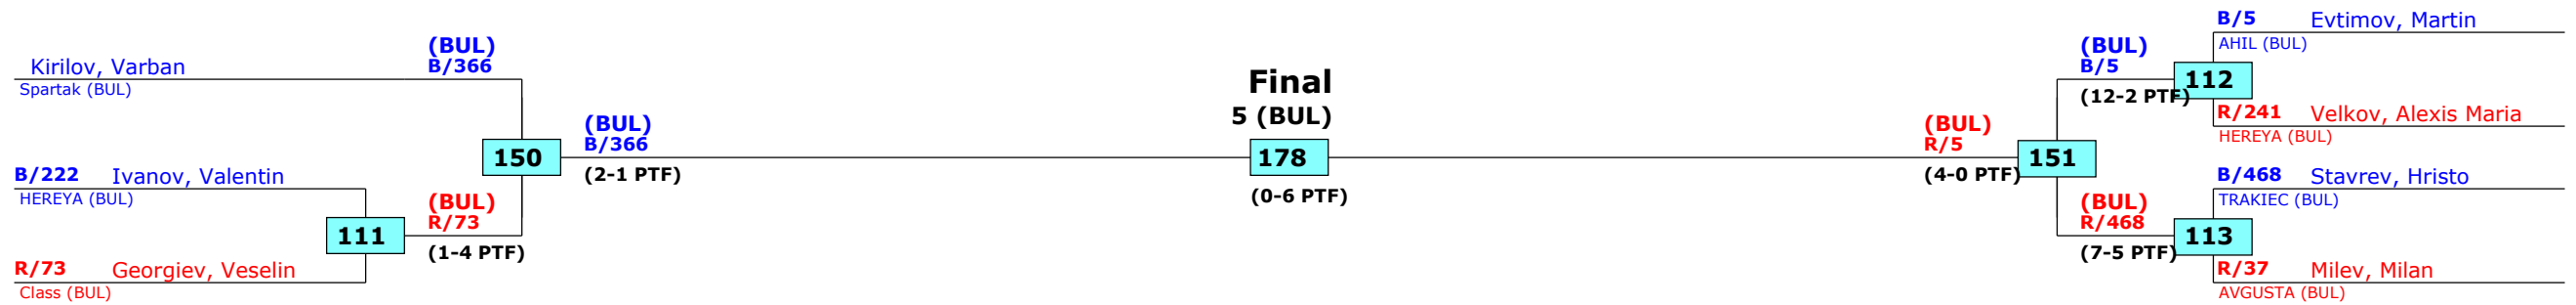 Kirilov, Varban
Spartak (BUL)
(BUL)
B/366
B/222 Ivanov, Valentin
HEREYA (BUL)
111
R/73 Georgiev, Veselin
Class (BUL)
(BUL)
R/73
(1-4 PTF)
150
(BUL)
B/366
(2-1 PTF)
Final
5 (BUL)
178
(0-6 PTF)
(BUL)
R/5
(4-0 PTF)
151
(BUL)
B/5
(12-2 PTF)
112
B/5 Evtimov, Martin
AHIL (BUL)
R/241 Velkov, Alexis Maria
HEREYA (BUL)
(BUL)
R/468
(7-5 PTF)
113
B/468 Stavrev, Hristo
TRAKIEC (BUL)
R/37 Milev, Milan
AVGUSTA (BUL)